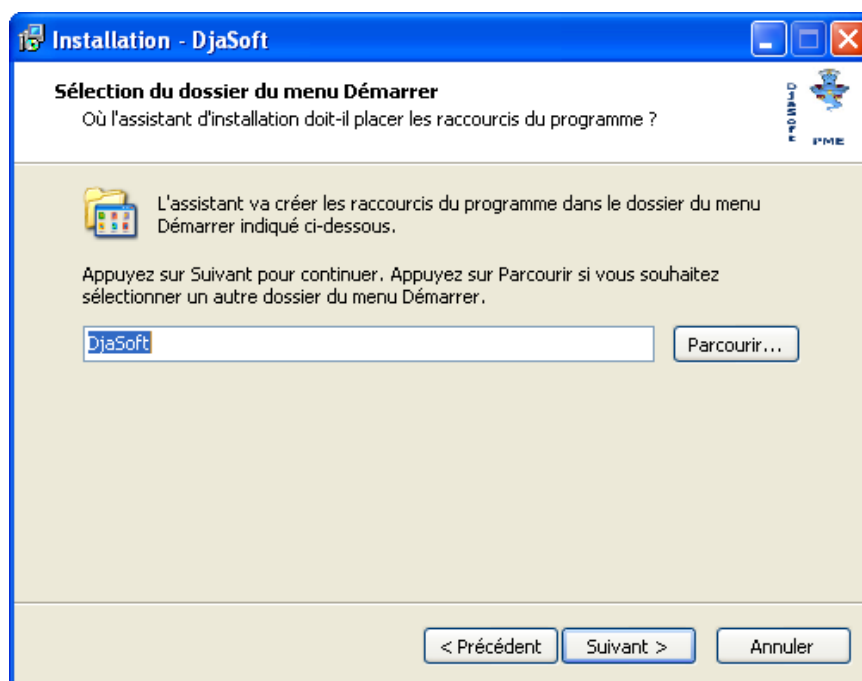 Installation - DjaSoft
Sélection du dossier du menu Démarrer
Où l'assistant d'installation doit-il placer les raccourcis du programme ?
DJASOFT
PME
L'assistant va créer les raccourcis du programme dans le dossier du menu
Démarrer indiqué ci-dessous.
Appuyez sur Suivant pour continuer. Appuyez sur Parcourir si vous souhaitez
sélectionner un autre dossier du menu Démarrer.
DjaSoft
Parcourir...
< Précédent
Suivant >
Annuler